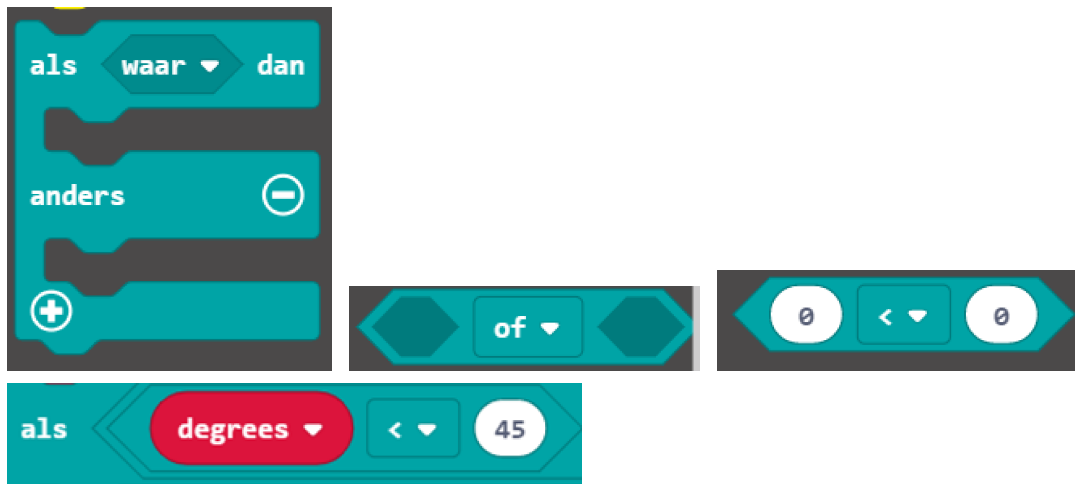 als waar dan
anders
of
0 < 0
als degrees < 45